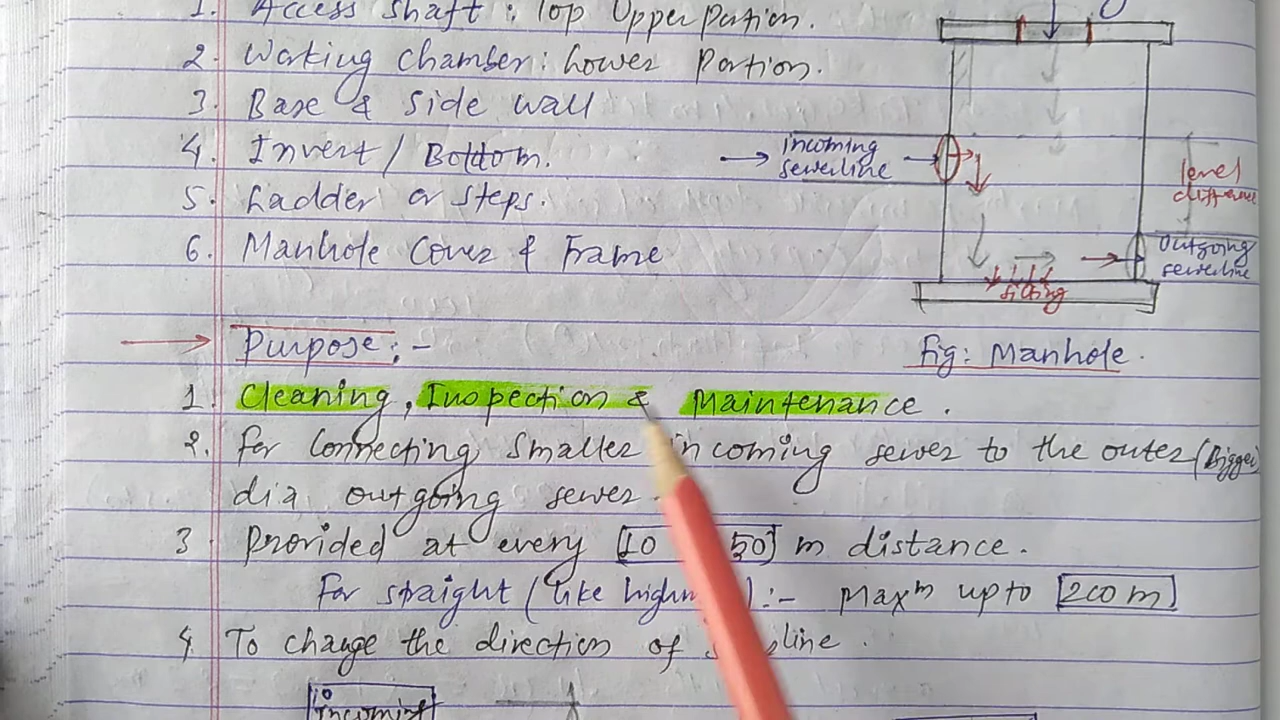 1. Access Shaft : Top Upper Portion.
2. Working Chamber : Lower Portion.
3. Base & Side Wall
4. Invert / Bottom.
5. Ladder or Steps.
6. Manhole Cover & Frame
incoming
sewerline
level
difference
outgoing
sewerline
Fig: Manhole.
Purpose :-
1. Cleaning, Inspection & Maintenance.
2. For Connecting Smaller incoming sewer to the outer (Bigger)
dia outgoing sewer.
3. Provided at every 10 50 m distance.
For straight (like high ) :- Maxm upto 200 m
4. To change the direction of line.
Incoming